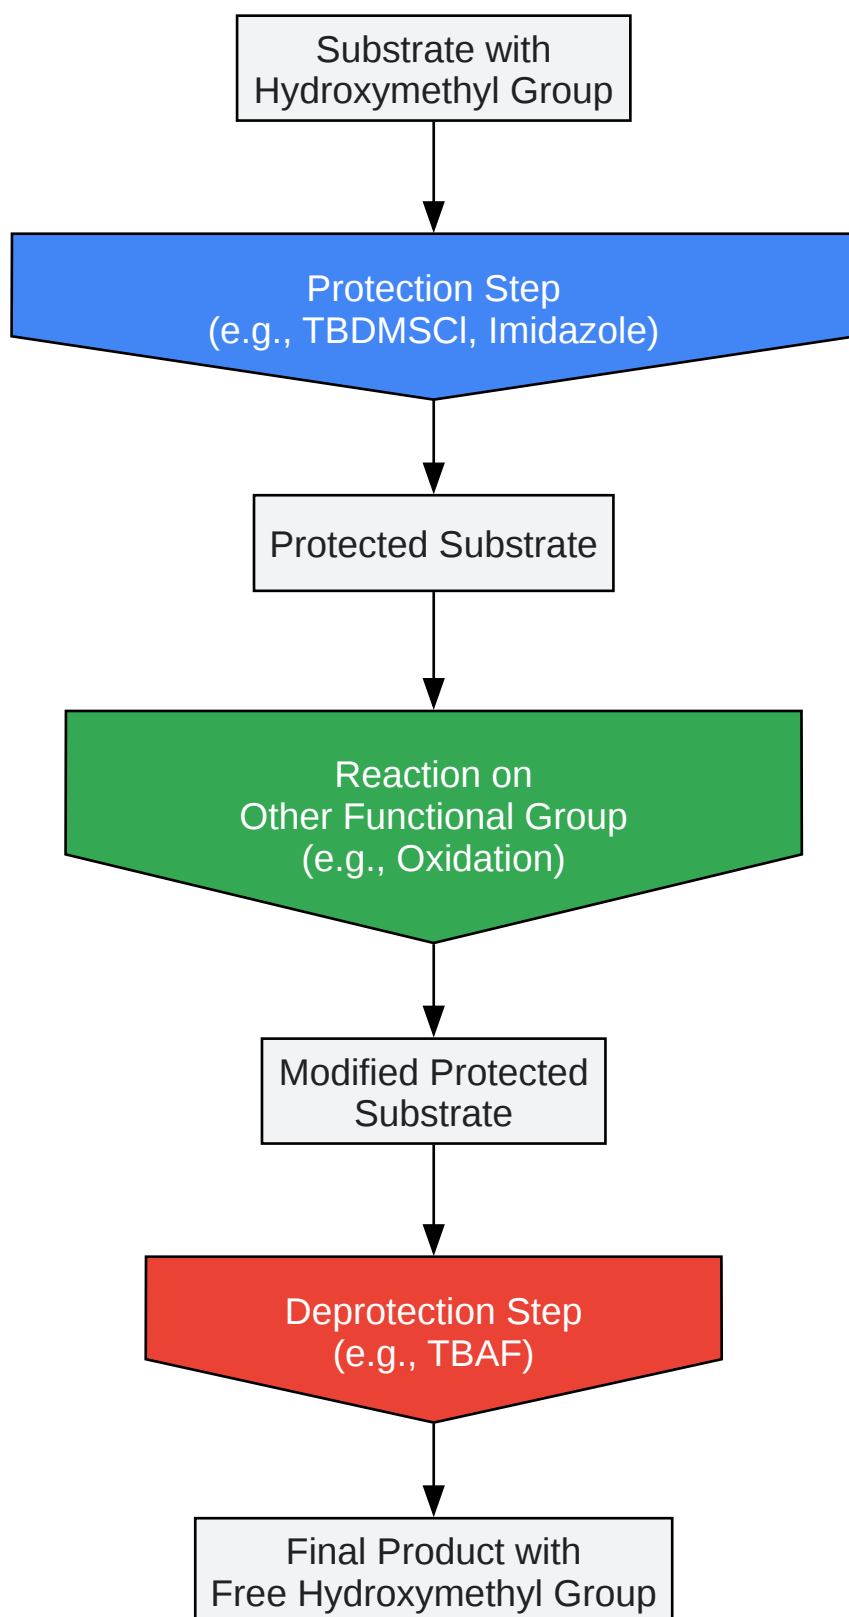 Substrate with
Hydroxymethyl Group
Protection Step
(e.g., TBDMSCl, Imidazole)
Protected Substrate
Reaction on
Other Functional Group
(e.g., Oxidation)
Modified Protected
Substrate
Deprotection Step
(e.g., TBAF)
Final Product with
Free Hydroxymethyl Group